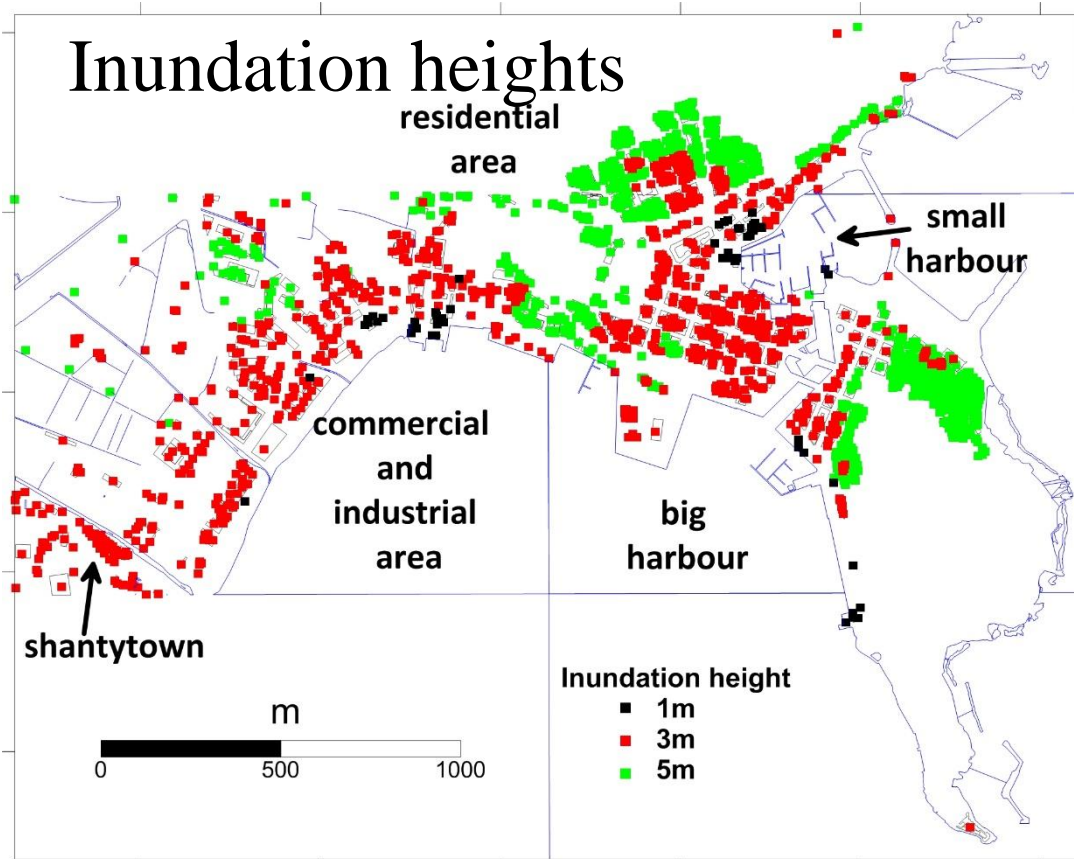 Inundation heights
residential
area
small
harbour
commercial
and
industrial
area
big
harbour
shantytown
Inundation height
1m
3m
5m
m
0 500 1000